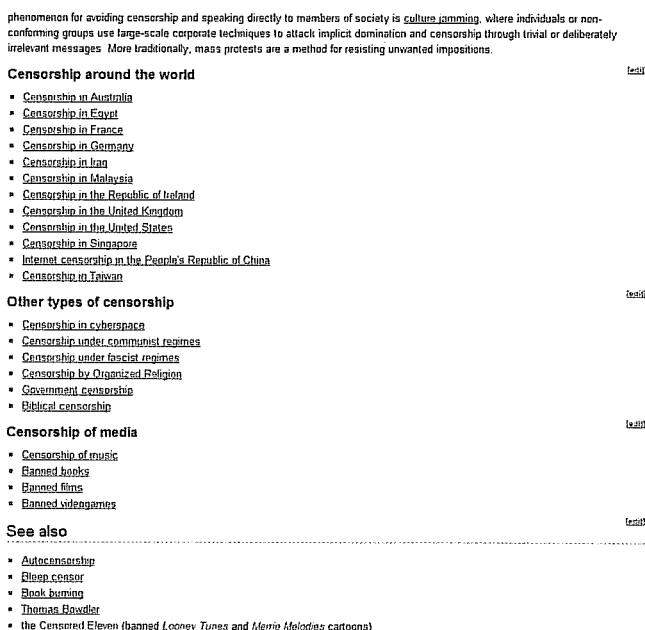 phenomenon for avoiding censorship and speaking directly to members of society is culture jamming, where individuals or non-
conforming groups use large-scale corporate techniques to attack implicit domination and censorship through trivial or deliberately
irrelevant messages. More traditionally, mass protests are a method for resisting unwanted impositions.
Censorship around the world [edit]
Censorship in Australia
Censorship in Egypt
Censorship in France
Censorship in Germany
Censorship in Iraq
Censorship in Malaysia
Censorship in the Republic of Ireland
Censorship in the United Kingdom
Censorship in the United States
Censorship in Singapore
Internet censorship in the People's Republic of China
Censorship in Taiwan
Other types of censorship [edit]
Censorship in cyberspace
Censorship under communist regimes
Censorship under fascist regimes
Censorship by Organized Religion
Government censorship
Biblical censorship
Censorship of media [edit]
Censorship of music
Banned books
Banned films
Banned videogames
See also [edit]
Autocensorship
Bleep censor
Book burning
Thomas Bowdler
the Censored Eleven (banned Looney Tunes and Merrie Melodies cartoons)